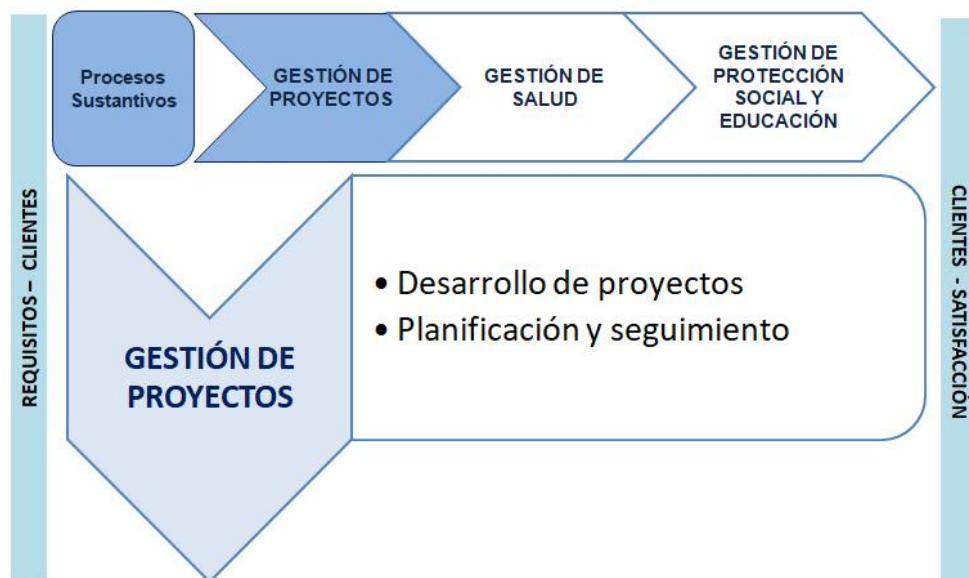 Procesos
Sustantivos
GESTIÓN DE
PROYECTOS
GESTIÓN DE
SALUD
GESTIÓN DE
PROTECCIÓN
SOCIAL Y
EDUCACIÓN
REQUISITOS – CLIENTES
GESTIÓN DE
PROYECTOS
• Desarrollo de proyectos
• Planificación y seguimiento
CLIENTES - SATISFACCIÓN